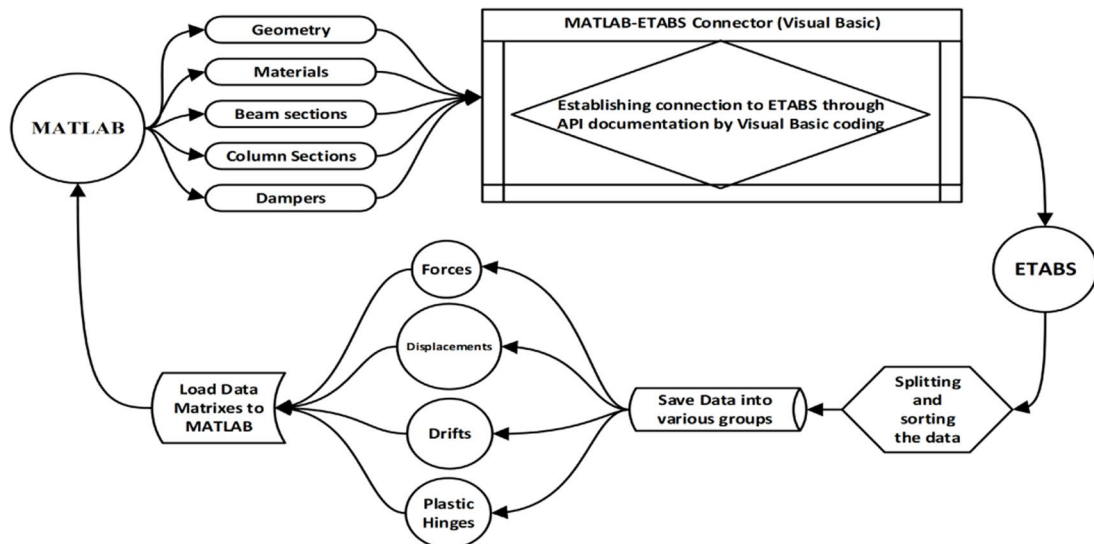 MATLAB
Geometry
Materials
Beam sections
Column Sections
Dampers
MATLAB-ETABS Connector (Visual Basic)
Establishing connection to ETABS through
API documentation by Visual Basic coding
ETABS
Splitting
and
sorting
the data
Save Data into
various groups
Forces
Displacements
Drifts
Plastic
Hinges
Load Data
Matrixes to
MATLAB